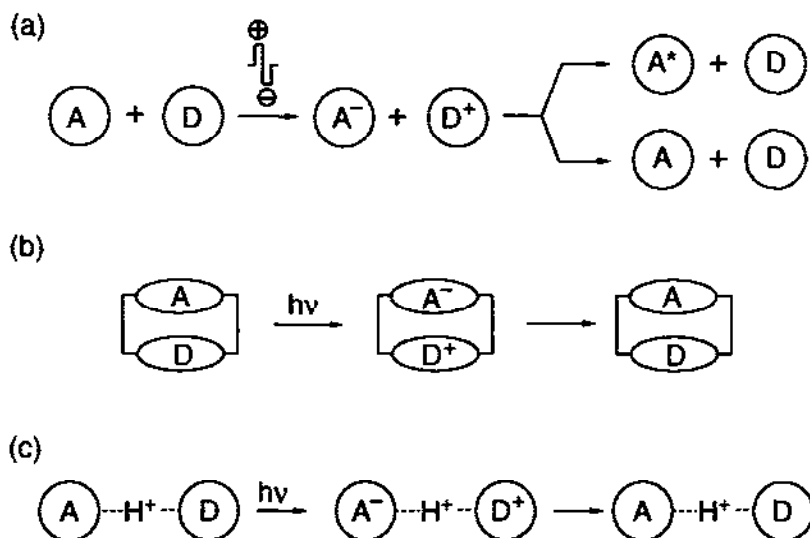 (a)
⊕
⊖
A + D A⁻ + D⁺
A* + D
A + D
(b)
A
D
hν
A⁻
D⁺
A
D
(c)
A---H⁺---D hν A⁻---H⁺---D⁺ A---H⁺---D